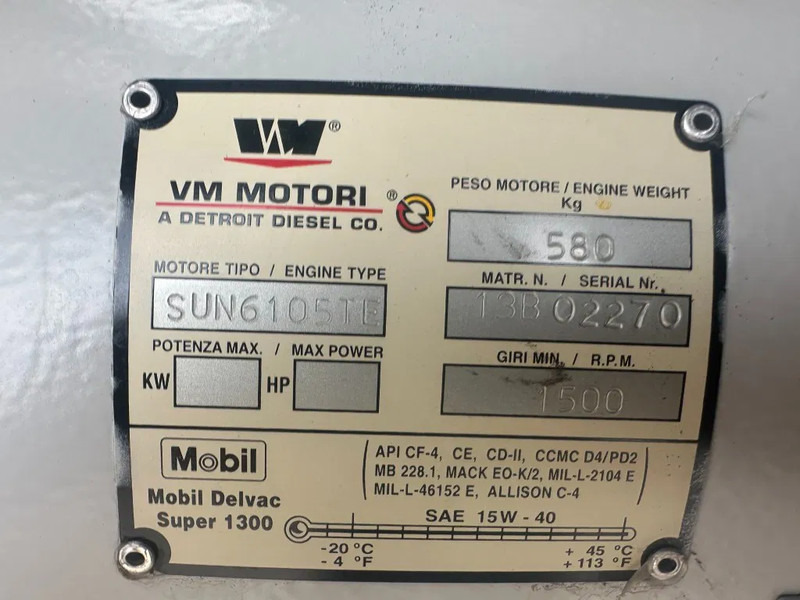 VM®
VM MOTORI®
A DETROIT DIESEL CO.
MOTORE TIPO / ENGINE TYPE
SUN6105TE
POTENZA MAX. / MAX POWER
KW HP
PESO MOTORE / ENGINE WEIGHT
Kg
580
MATR. N. / SERIAL Nr.
13B02270
GIRI MIN. / R.P.M.
1500
Mobil
Mobil Delvac
Super 1300
API CF-4, CE, CD-II, CCMC D4/PD2
MB 228.1, MACK EO-K/2, MIL-L-2104 E
MIL-L-46152 E, ALLISON C-4
SAE 15W - 40
-20 °C + 45 °C
- 4 °F + 113 °F